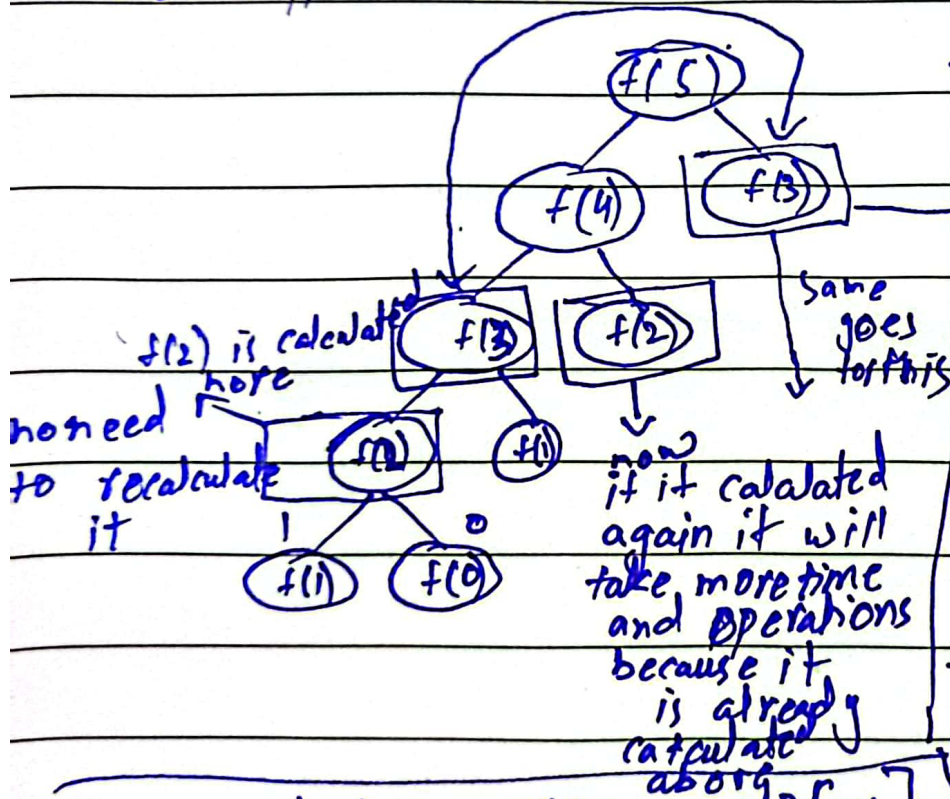 f(5)
f(4)
f(3)
f(3)
f(2)
Same
goes
for this
f(2) is calculated
here
no need
to recalculate
it
f(2)
f(1)
1
0
f(1)
f(0)
now
if it calalated
again it will
take more time
and operations
because it
is already
calculate
above